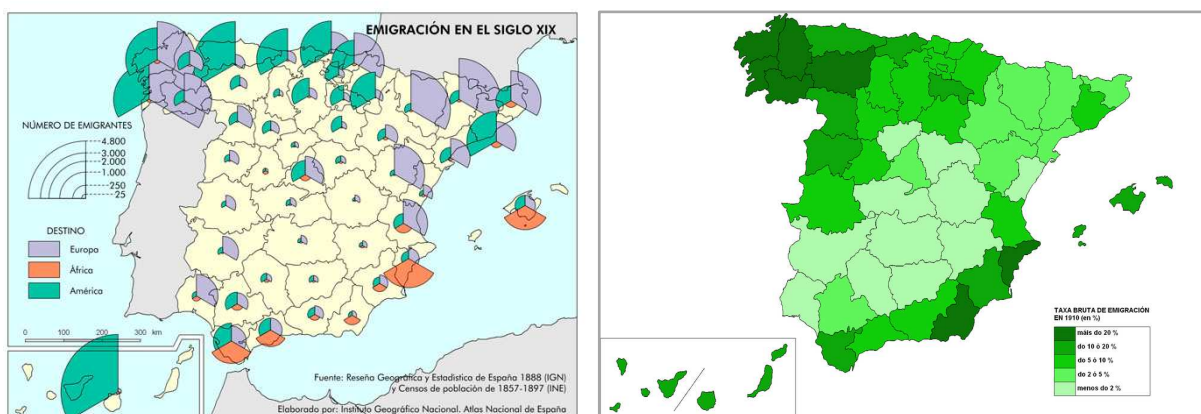 EMIGRACIÓN EN EL SIGLO XIX
NÚMERO DE EMIGRANTES
4.800
3.000
2.000
1.000
250
25
DESTINO
Europa
África
América
0 100 200 300
km
Fuente: Reseña Geográfica y Estadistica de España 1888 (IGN)
y Censos de población de 1857-1897 (INE)
Elaborado por: Instituto Geográfico Nacional. Atlas Nacional de España
TAXA BRUTA DE EMIGRACIÓN
EN 1910 (en %)
máis do 20 %
do 10 ó 20 %
do 5 ó 10 %
do 2 ó 5 %
menos do 2 %